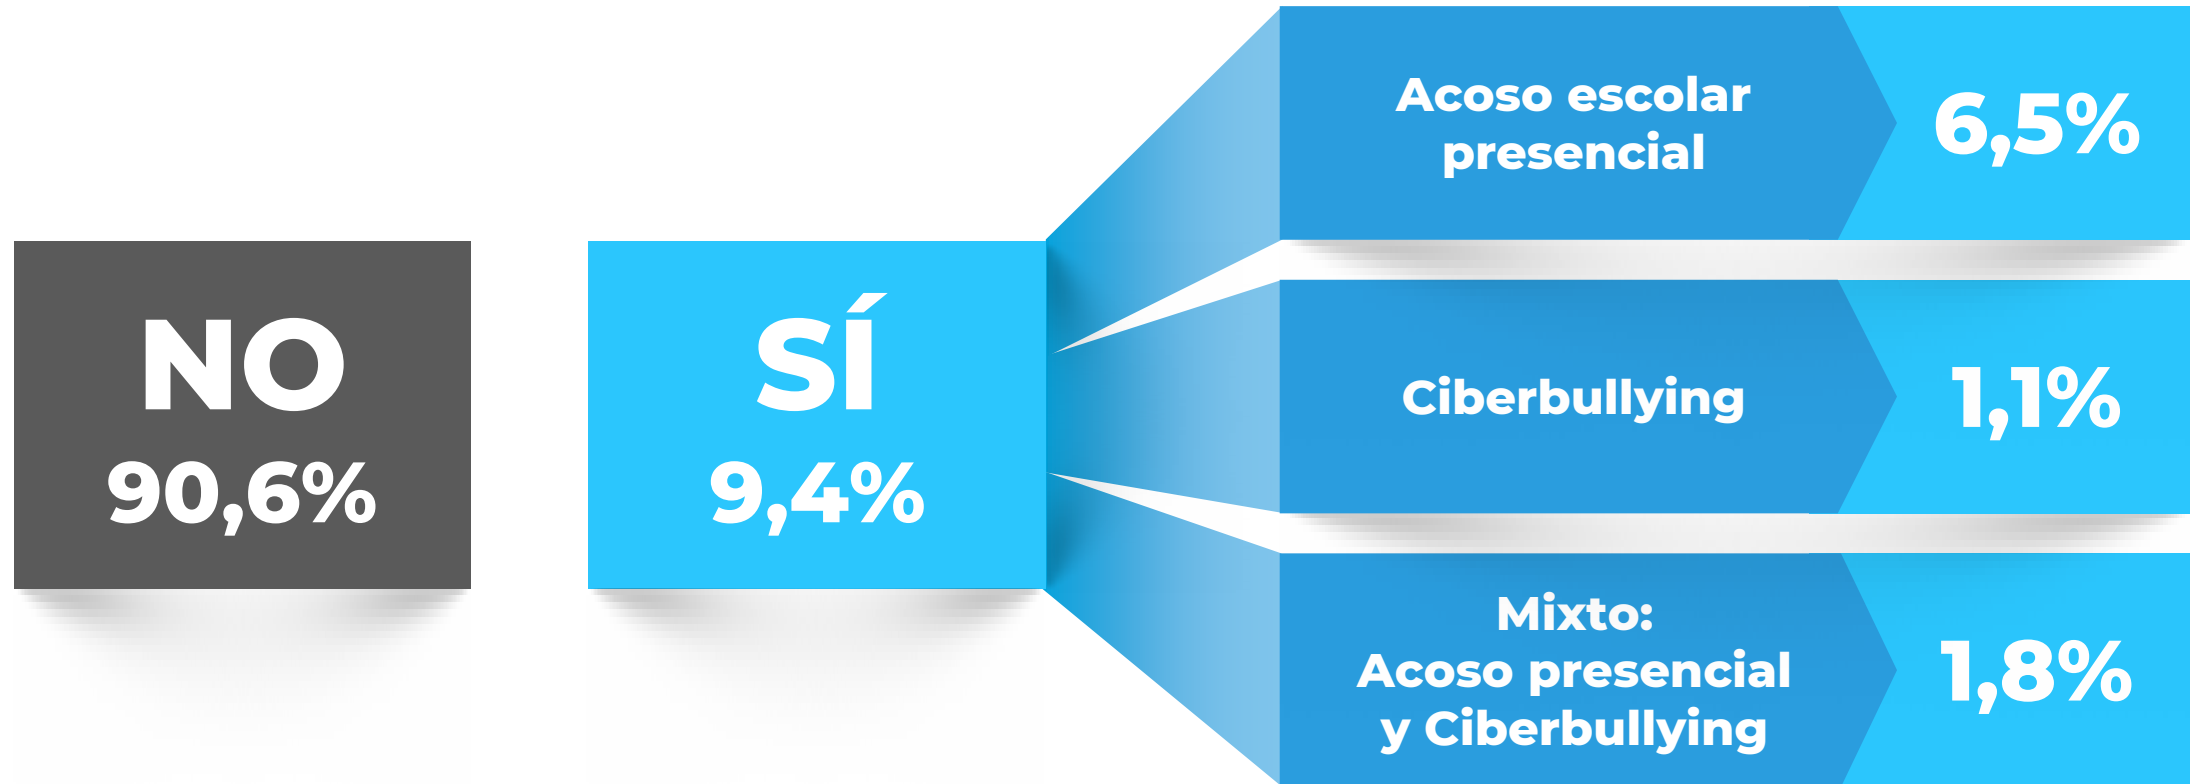 NO
90,6%
SÍ
9,4%
Acoso escolar
presencial
6,5%
Ciberbullying
1,1%
Mixto:
Acoso presencial
y Ciberbullying
1,8%